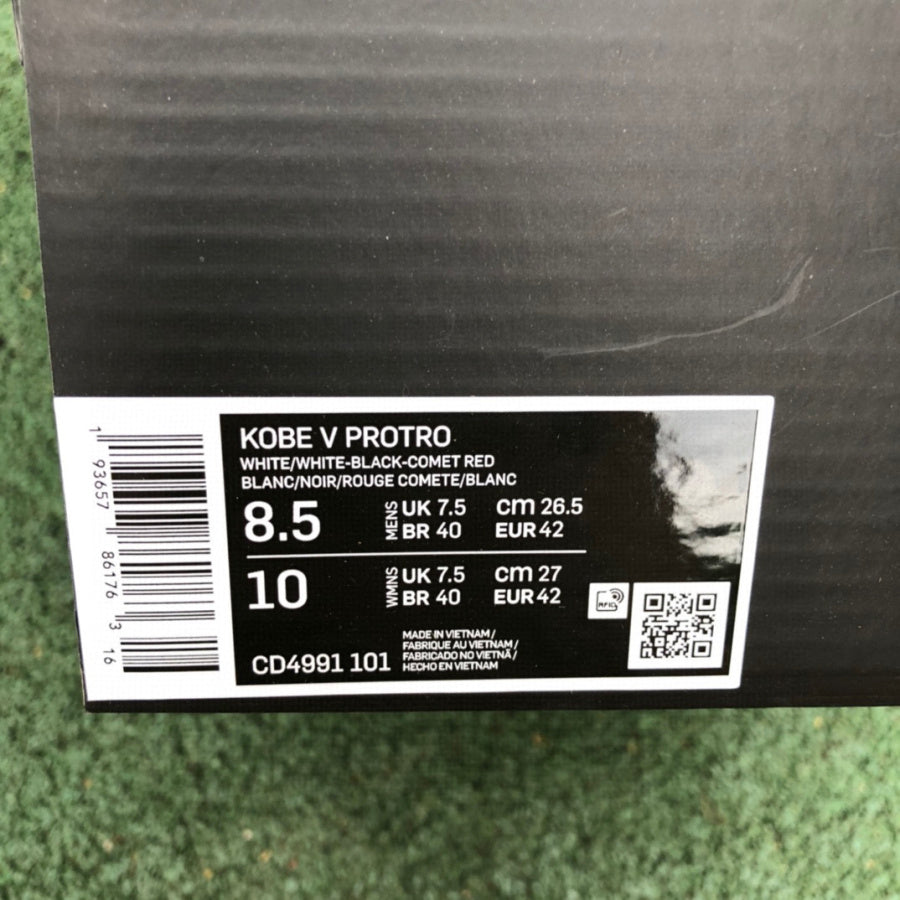 KOBE V PROTRO
WHITE/WHITE-BLACK-COMET RED
BLANC/NOIR/ROUGE COMETE/BLANC
8.5 MENS UK 7.5 cm 26.5
BR 40 EUR 42
10 WMNS UK 7.5 cm 27
BR 40 EUR 42
RFID
CD4991 101
MADE IN VIETNAM/
FABRIQUE AU VIETNAM/
FABRICADO NO VIETNÃ/
HECHO EN VIETNAM
1 93657 86176 3 16